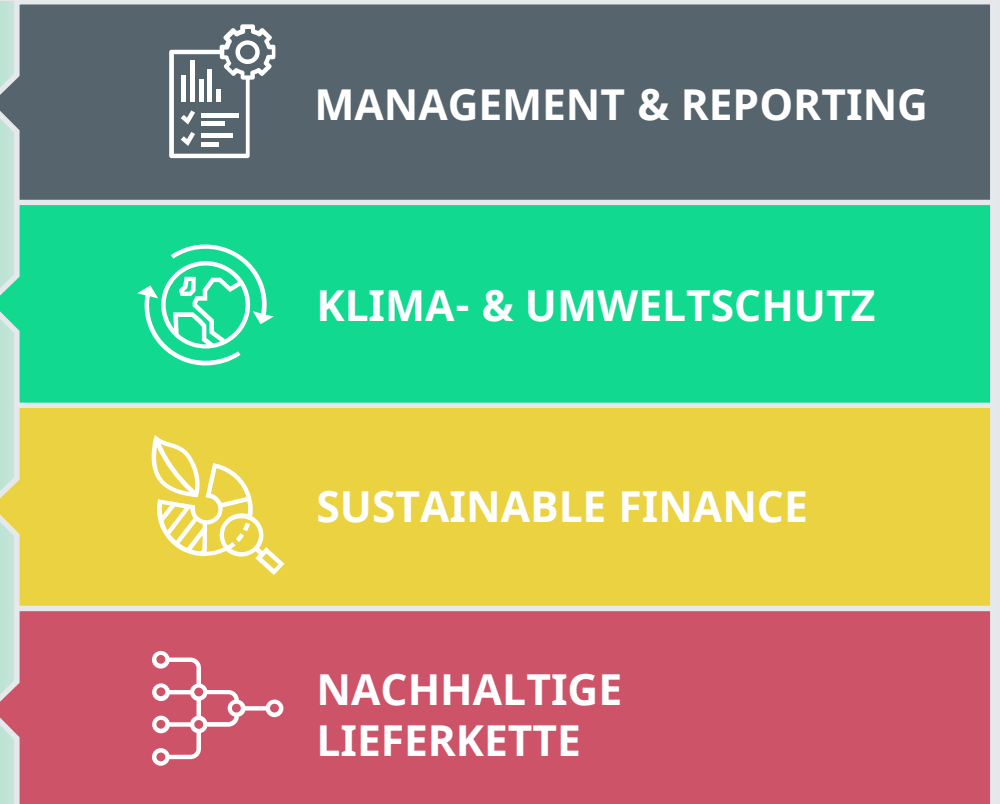 MANAGEMENT & REPORTING
KLIMA- & UMWELTSCHUTZ
SUSTAINABLE FINANCE
NACHHALTIGE
LIEFERKETTE